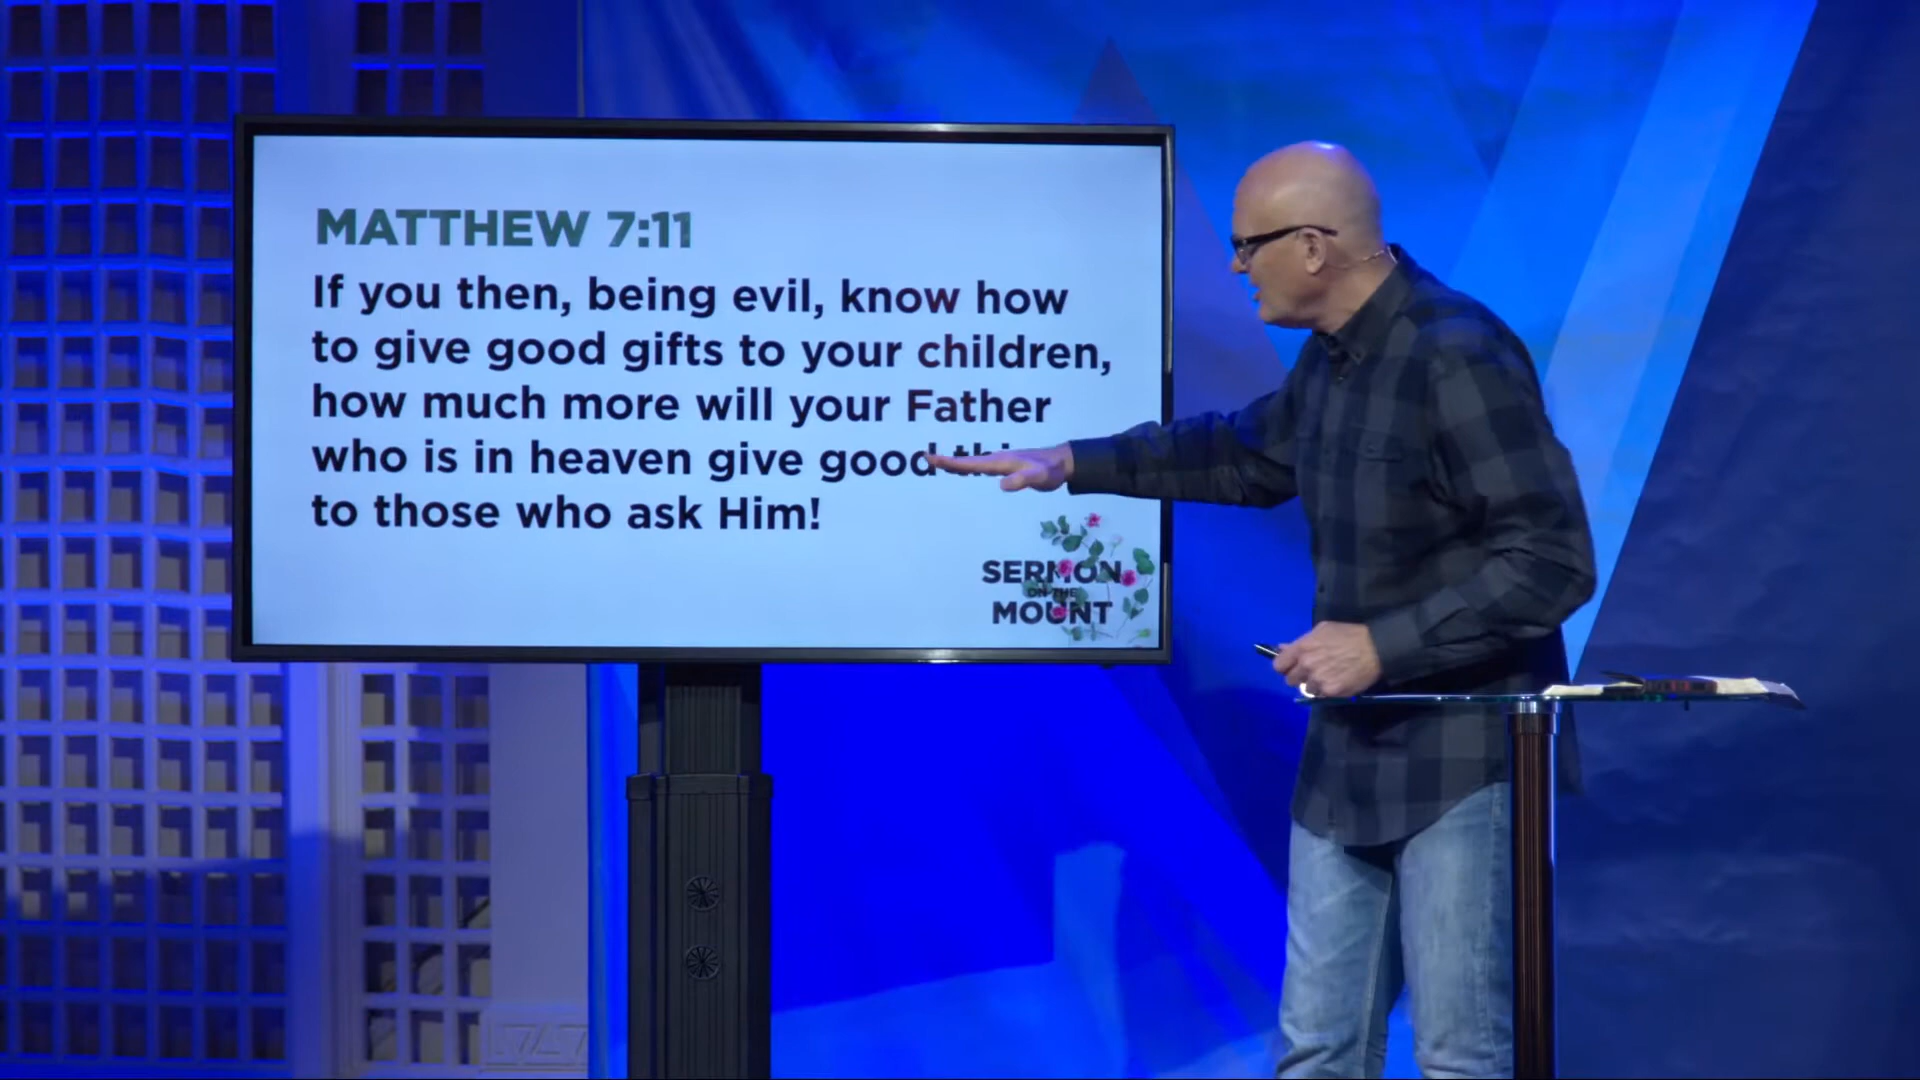 MATTHEW 7:11
If you then, being evil, know how
to give good gifts to your children,
how much more will your Father
who is in heaven give good
to those who ask Him!
SERMON
ON THE
MOUNT